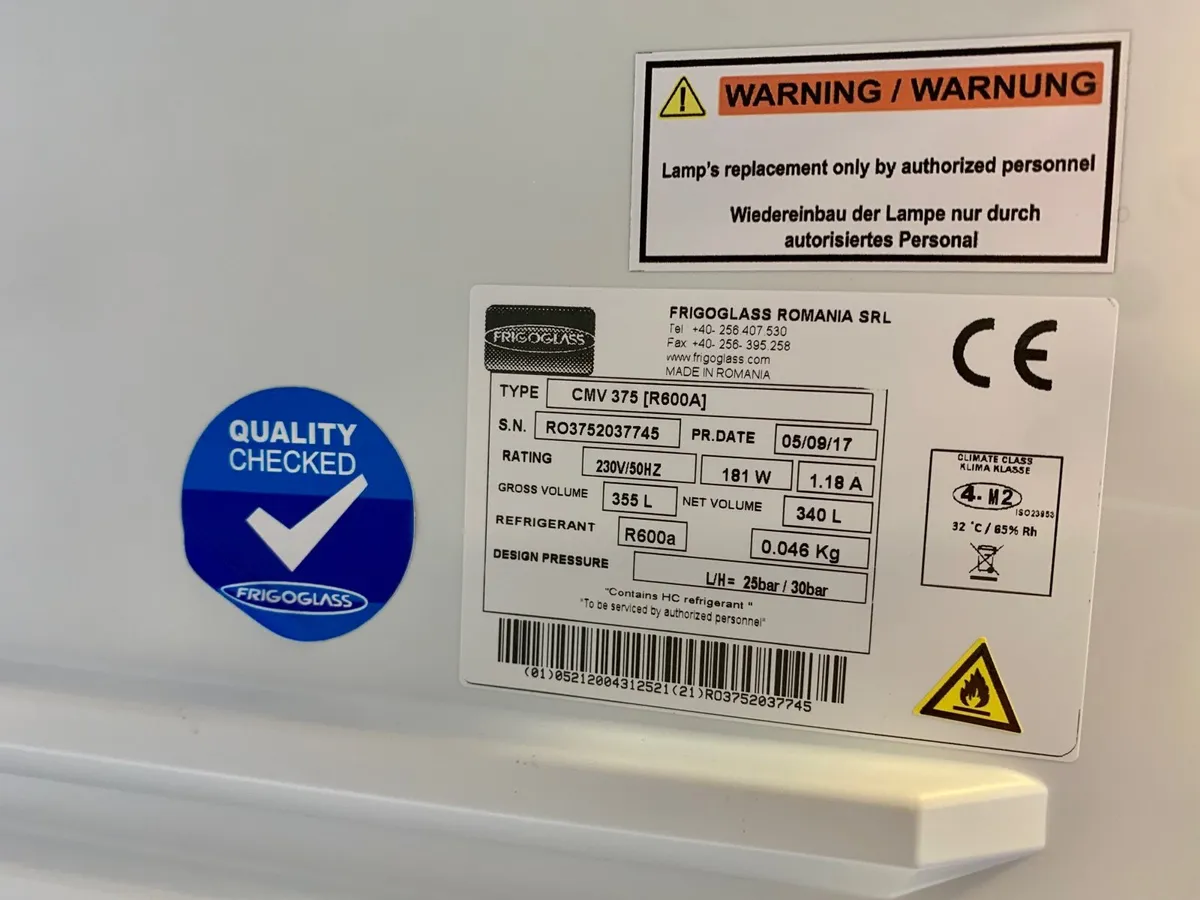 WARNING / WARNUNG
Lamp's replacement only by authorized personnel
Wiedereinbau der Lampe nur durch
autorisiertes Personal
FRIGOGLASS
FRIGOGLASS ROMANIA SRL
Tel +40- 256 407 530
Fax +40- 256- 395 258
www.frigoglass.com
MADE IN ROMANIA
CE
TYPE CMV 375 [R600A]
S.N. RO3752037745 PR.DATE 05/09/17
RATING 230V/50HZ 181 W 1.18 A
GROSS VOLUME 355 L NET VOLUME 340 L
REFRIGERANT R600a 0.046 Kg
DESIGN PRESSURE L/H= 25bar / 30bar
"Contains HC refrigerant "
"To be serviced by authorized personnel"
(01)05212004312521(21)RO3752037745
CLIMATE CLASS
KLIMA KLASSE
4- M2
ISO23953
32 °C / 65% Rh
QUALITY
CHECKED
FRIGOGLASS